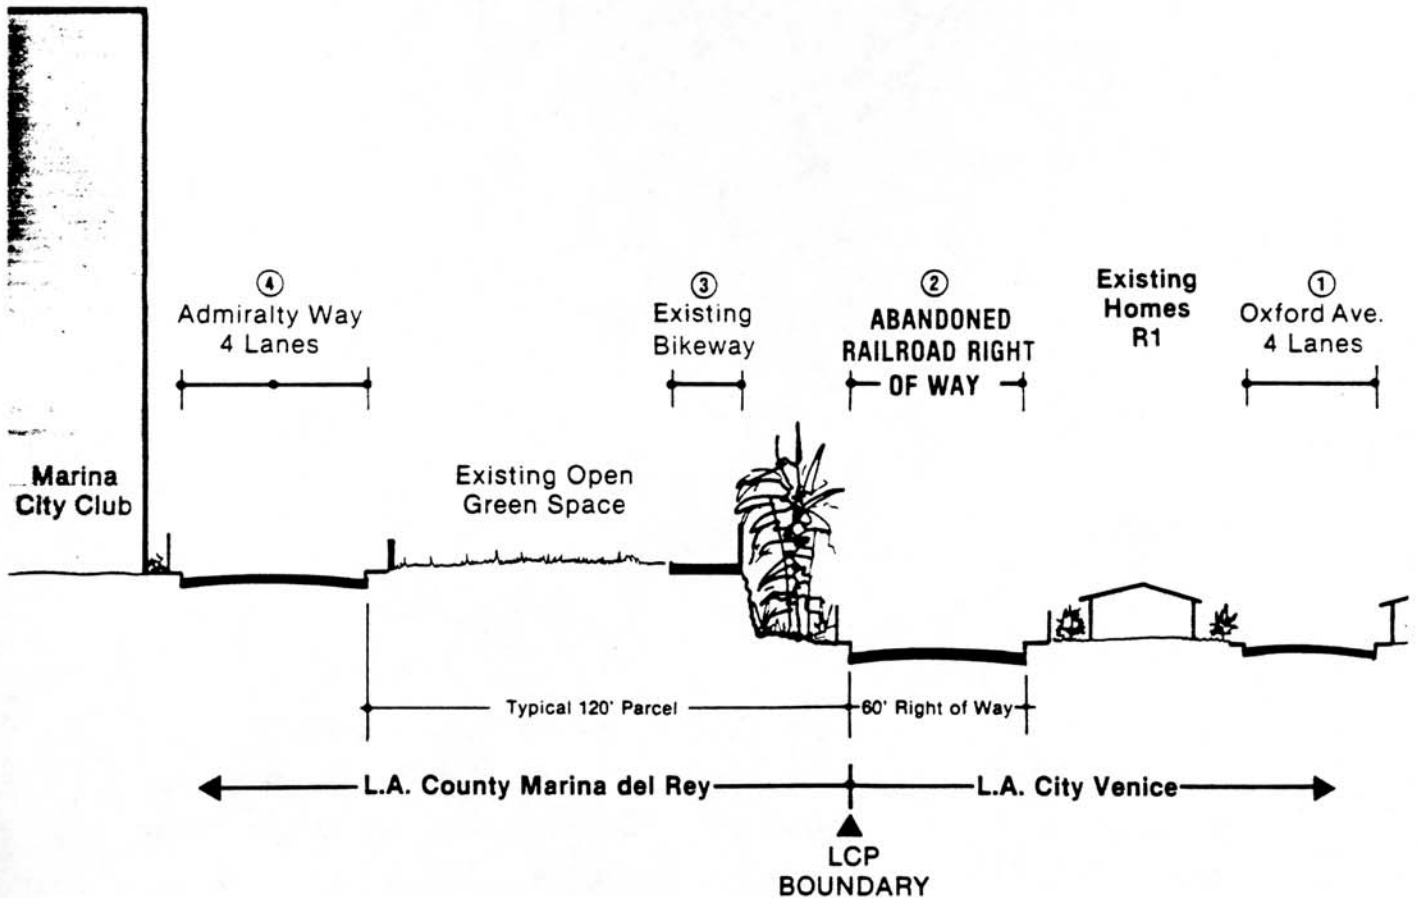 ④
Admiralty Way
4 Lanes
③
Existing
Bikeway
②
ABANDONED
RAILROAD RIGHT
OF WAY
Existing
Homes
R1
①
Oxford Ave.
4 Lanes
Marina
City Club
Existing Open
Green Space
Typical 120' Parcel
60' Right of Way
L.A. County Marina del Rey
L.A. City Venice
LCP
BOUNDARY